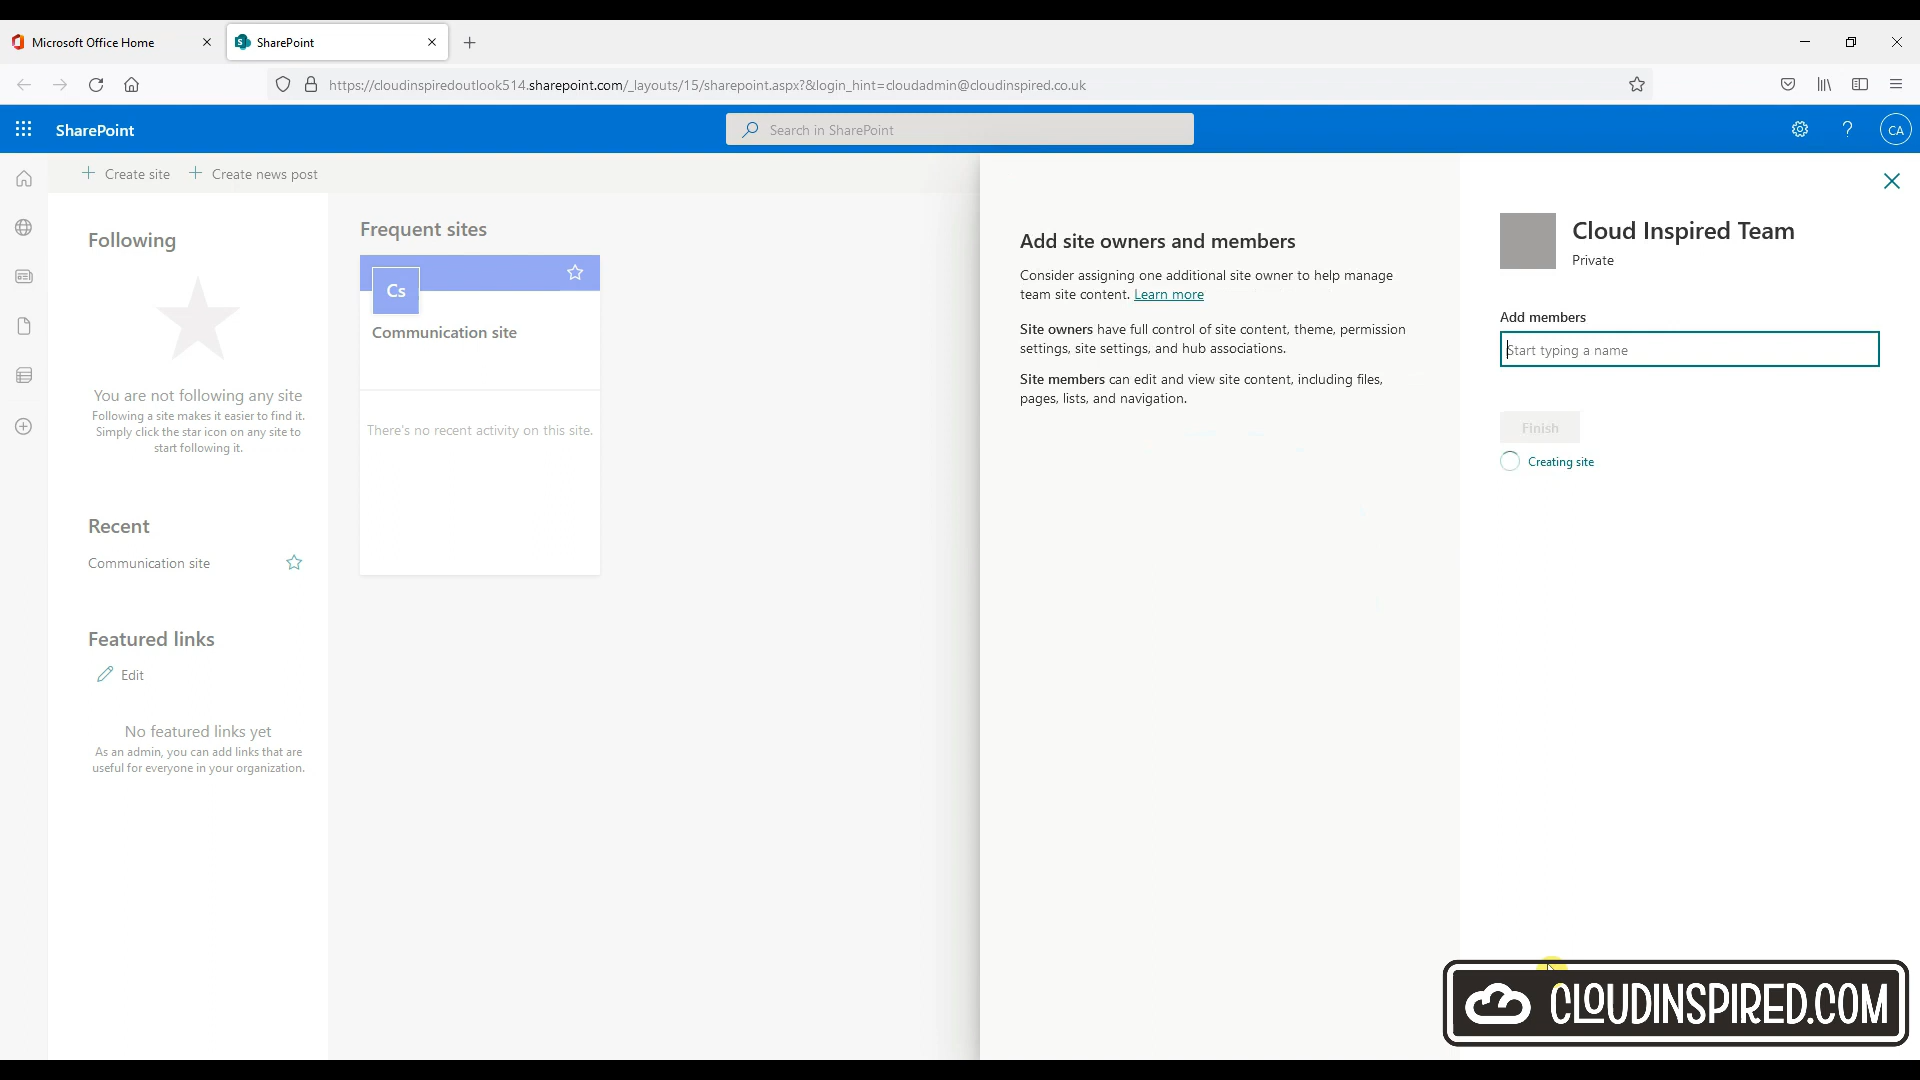 Microsoft Office Home
SharePoint
https://cloudinspiredoutlook514.sharepoint.com/_layouts/15/sharepoint.aspx?&login_hint=cloudadmin@cloudinspired.co.uk
SharePoint
Search in SharePoint
?
CA
+ Create site
+ Create news post
Following
You are not following any site
Following a site makes it easier to find it.
Simply click the star icon on any site to
start following it.
Recent
Communication site
Featured links
Edit
No featured links yet
As an admin, you can add links that are
useful for everyone in your organization.
Frequent sites
Cs
Communication site
There's no recent activity on this site.
Add site owners and members
Consider assigning one additional site owner to help manage
team site content. Learn more
Site owners have full control of site content, theme, permission
settings, site settings, and hub associations.
Site members can edit and view site content, including files,
pages, lists, and navigation.
Cloud Inspired Team
Private
Add members
Start typing a name
Finish
Creating site
CLOUDINSPIRED.COM